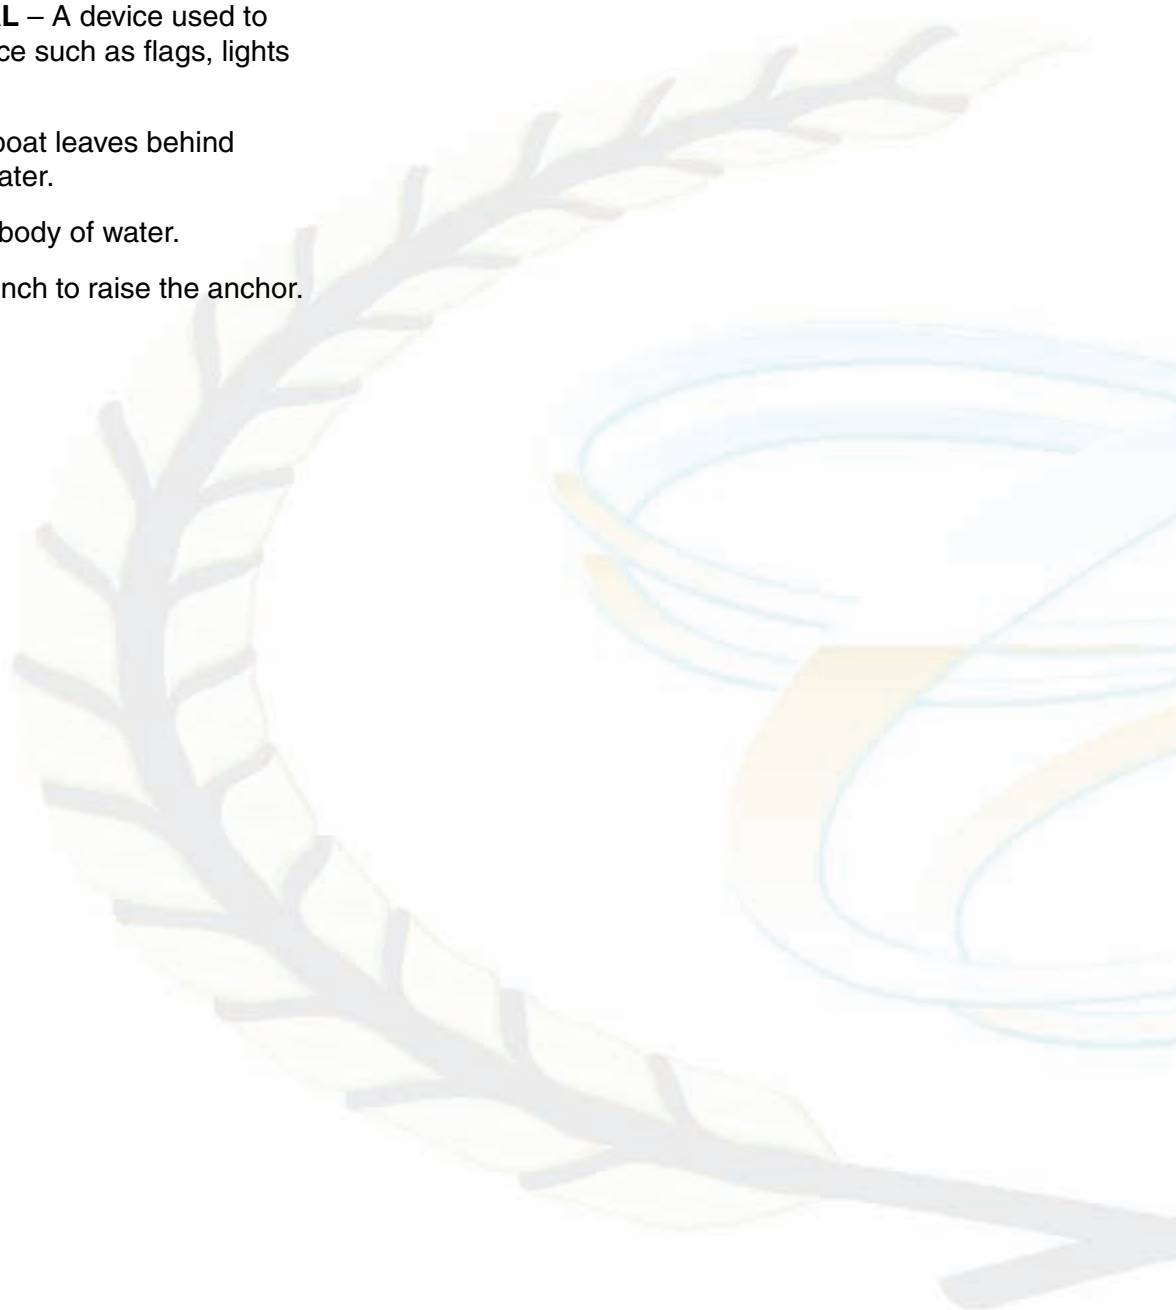 L – A device used to
ce such as flags, lights
boat leaves behind
ater.
body of water.
nch to raise the anchor.